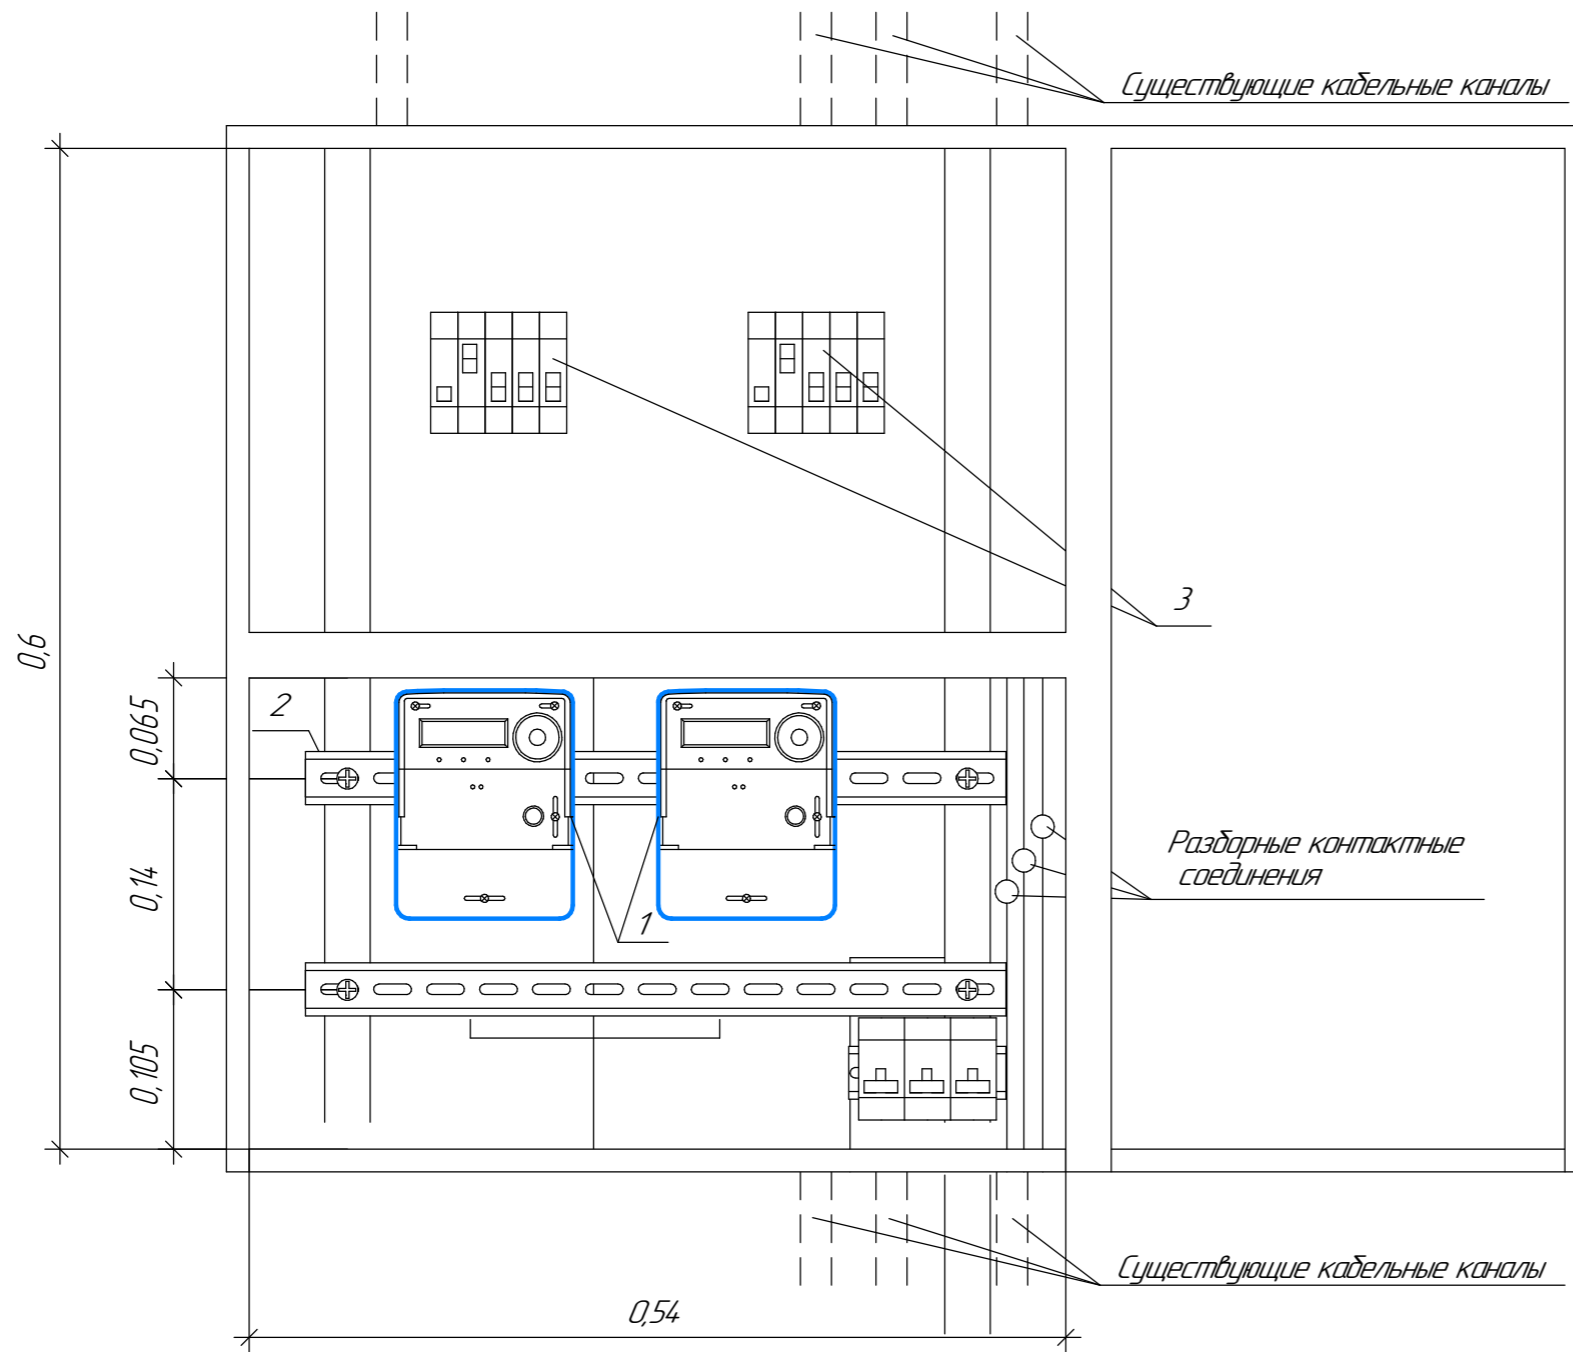 Существующие кабельные каналы
3
0,6
2
0,065
Разборные контактные
соединения
0,14
1
0,105
Существующие кабельные каналы
0,54